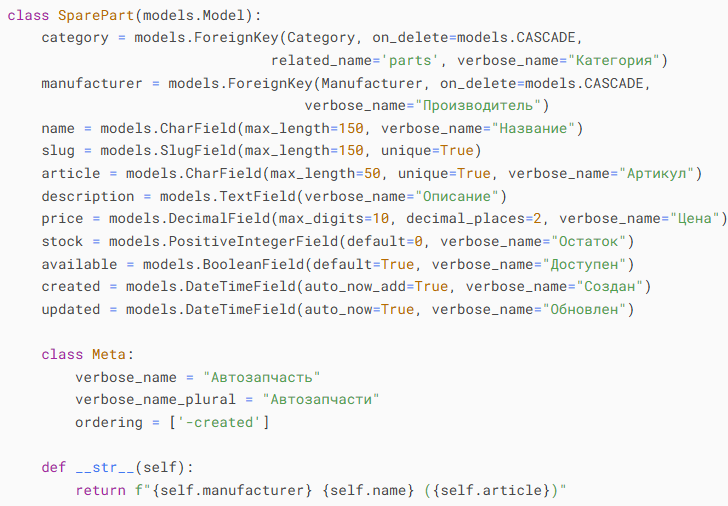 class SparePart(models.Model):
    category = models.ForeignKey(Category, on_delete=models.CASCADE,
                               related_name='parts', verbose_name="Категория")
    manufacturer = models.ForeignKey(Manufacturer, on_delete=models.CASCADE,
                                   verbose_name="Производитель")
    name = models.CharField(max_length=150, verbose_name="Название")
    slug = models.SlugField(max_length=150, unique=True)
    article = models.CharField(max_length=50, unique=True, verbose_name="Артикул")
    description = models.TextField(verbose_name="Описание")
    price = models.DecimalField(max_digits=10, decimal_places=2, verbose_name="Цена")
    stock = models.PositiveIntegerField(default=0, verbose_name="Остаток")
    available = models.BooleanField(default=True, verbose_name="Доступен")
    created = models.DateTimeField(auto_now_add=True, verbose_name="Создан")
    updated = models.DateTimeField(auto_now=True, verbose_name="Обновлен")

    class Meta:
        verbose_name = "Автозапчасть"
        verbose_name_plural = "Автозапчасти"
        ordering = ['-created']

    def __str__(self):
        return f"{self.manufacturer} {self.name} ({self.article})"